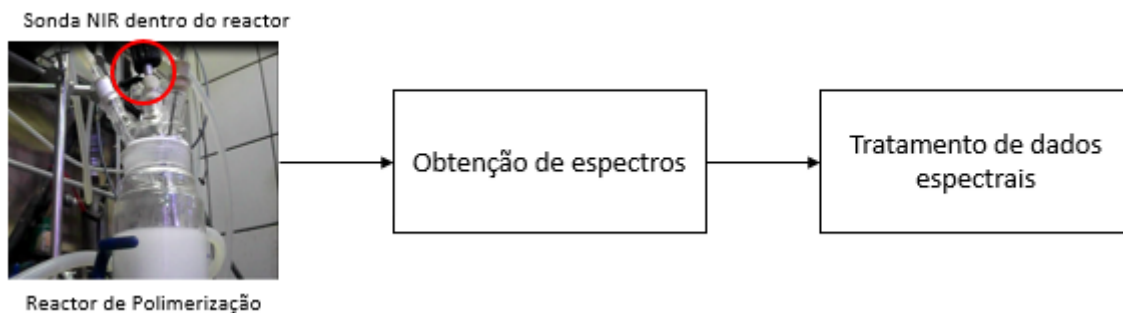 Sonda NIR dentro do reactor
Obtenção de espectros
Tratamento de dados
espectrais
Reactor de Polimerização